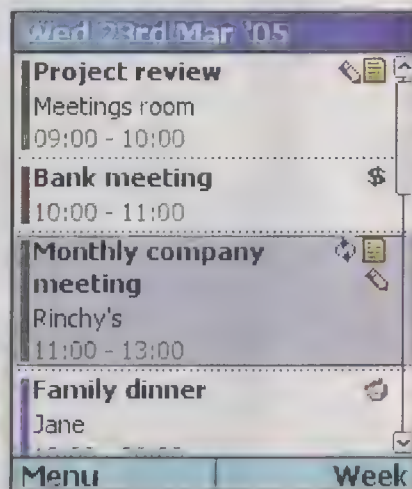 Wed 23rd Mar '05
Project review
Meetings room
09:00 - 10:00
Bank meeting
$
10:00 - 11:00
Monthly company
meeting
Rinchy's
11:00 - 13:00
Family dinner
Jane
Menu Week